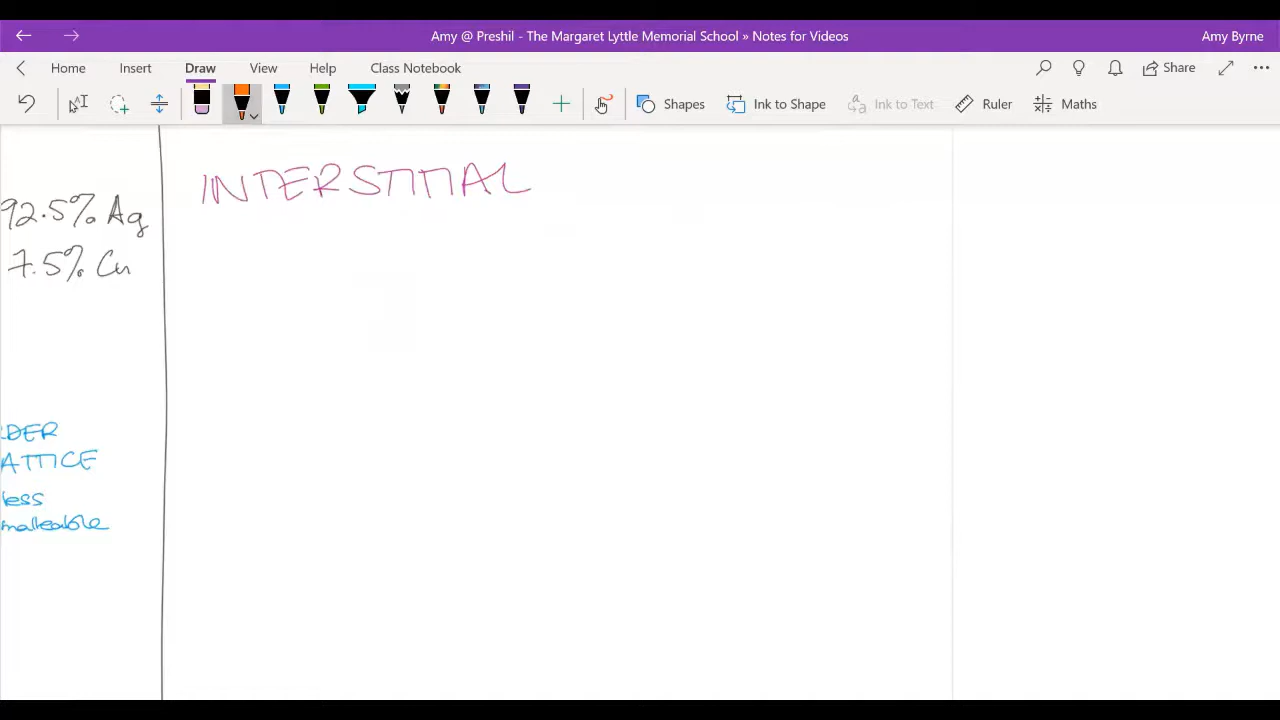 Amy @ Preshil - The Margaret Lyttle Memorial School » Notes for Videos
Amy Byrne
Home Insert Draw View Help Class Notebook
Share
Shapes Ink to Shape Ink to Text Ruler Maths
INTERSTITIAL
92.5% Ag
7.5% Cu
DER
ATTICE
less
malleable